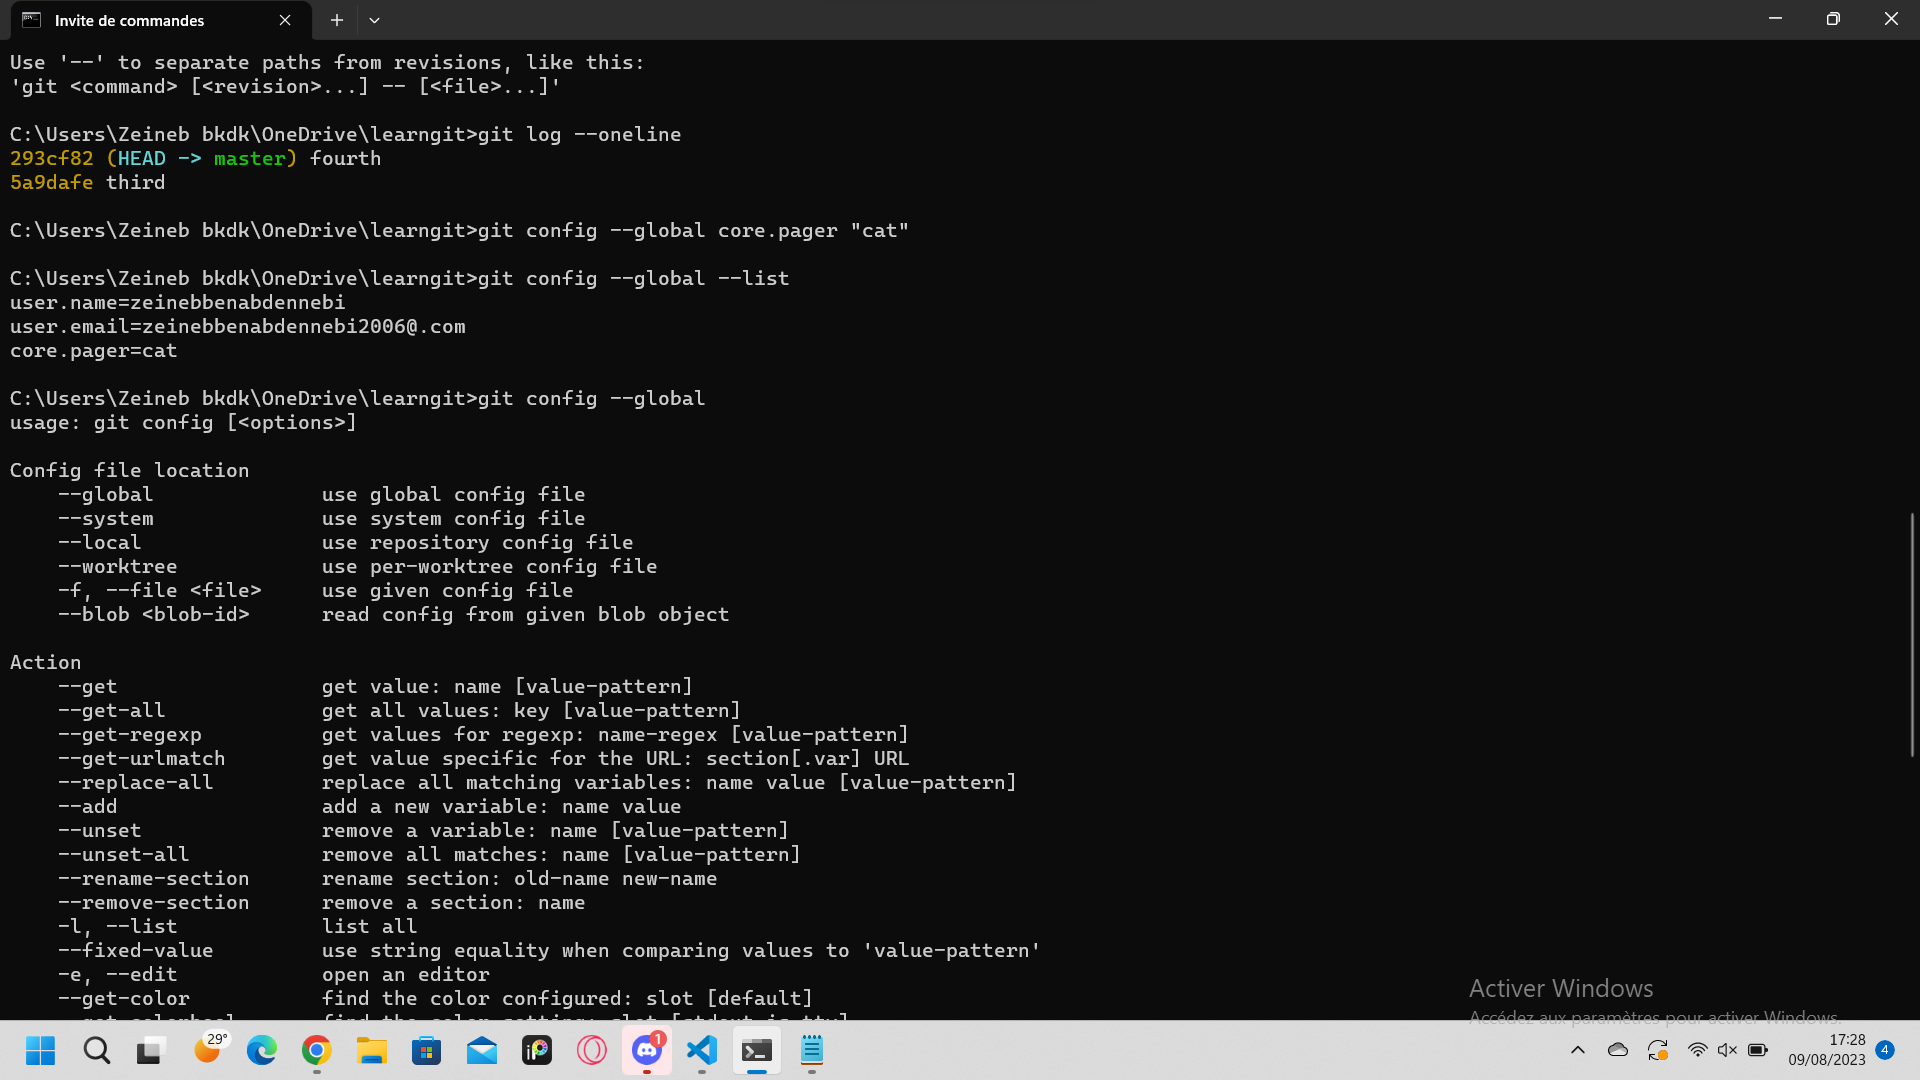 Invite de commandes
Use '--' to separate paths from revisions, like this:
'git <command> [<revision>...] -- [<file>...]'
C:\Users\Zeineb bkdk\OneDrive\learngit>git log --oneline
293cf82 (HEAD -> master) fourth
5a9dafe third
C:\Users\Zeineb bkdk\OneDrive\learngit>git config --global core.pager "cat"
C:\Users\Zeineb bkdk\OneDrive\learngit>git config --global --list
user.name=zeinebbenabdennebi
user.email=zeinebbenabdennebi2006@.com
core.pager=cat
C:\Users\Zeineb bkdk\OneDrive\learngit>git config --global
usage: git config [<options>]
Config file location
--global use global config file
--system use system config file
--local use repository config file
--worktree use per-worktree config file
-f, --file <file> use given config file
--blob <blob-id> read config from given blob object
Action
--get get value: name [value-pattern]
--get-all get all values: key [value-pattern]
--get-regexp get values for regexp: name-regex [value-pattern]
--get-urlmatch get value specific for the URL: section[.var] URL
--replace-all replace all matching variables: name value [value-pattern]
--add add a new variable: name value
--unset remove a variable: name [value-pattern]
--unset-all remove all matches: name [value-pattern]
--rename-section rename section: old-name new-name
--remove-section remove a section: name
-l, --list list all
--fixed-value use string equality when comparing values to 'value-pattern'
-e, --edit open an editor
--get-color find the color configured: slot [default]
--get-colorbool find the color setting: slot [stdout-is-tty]
Activer Windows
Accédez aux paramètres pour activer Windows.
29°
1
17:28
09/08/2023
4